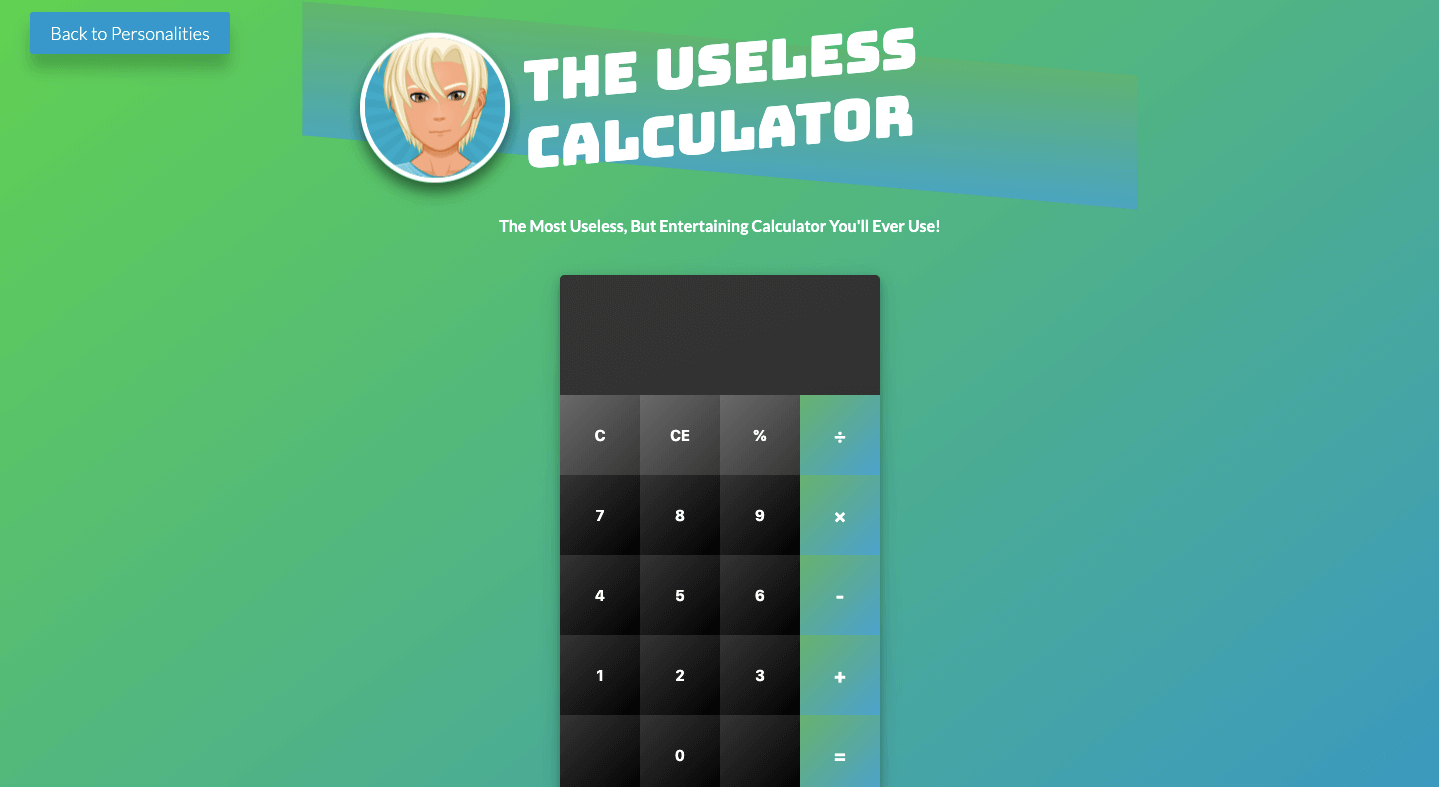 Back to Personalities
THE USELESS
CALCULATOR
The Most Useless, But Entertaining Calculator You'll Ever Use!
C CE % ÷
7 8 9 ×
4 5 6 -
1 2 3 +
0 =